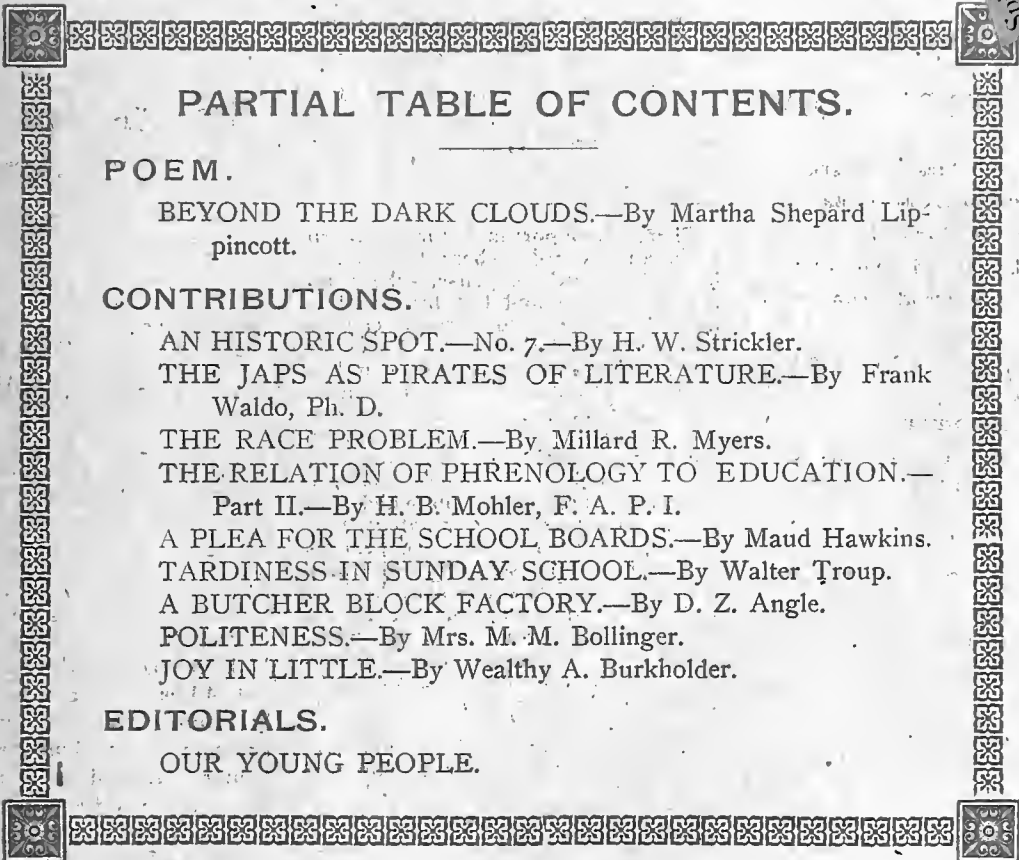 PARTIAL TABLE OF CONTENTS.
POEM.
BEYOND THE DARK CLOUDS.—By Martha Shepard Lip-
pincott.
CONTRIBUTIONS.
AN HISTORIC SPOT.—No. 7.—By H. W. Strickler.
THE JAPS AS PIRATES OF LITERATURE.—By Frank
Waldo, Ph. D.
THE RACE PROBLEM.—By Millard R. Myers.
THE RELATION OF PHRENOLOGY TO EDUCATION.—
Part II.—By H. B. Mohler, F. A. P. I.
A PLEA FOR THE SCHOOL BOARDS.—By Maud Hawkins.
TARDINESS IN SUNDAY SCHOOL.—By Walter Troup.
A BUTCHER BLOCK FACTORY.—By D. Z. Angle.
POLITENESS.—By Mrs. M. M. Bollinger.
JOY IN LITTLE.—By Wealthy A. Burkholder.
EDITORIALS.
OUR YOUNG PEOPLE.